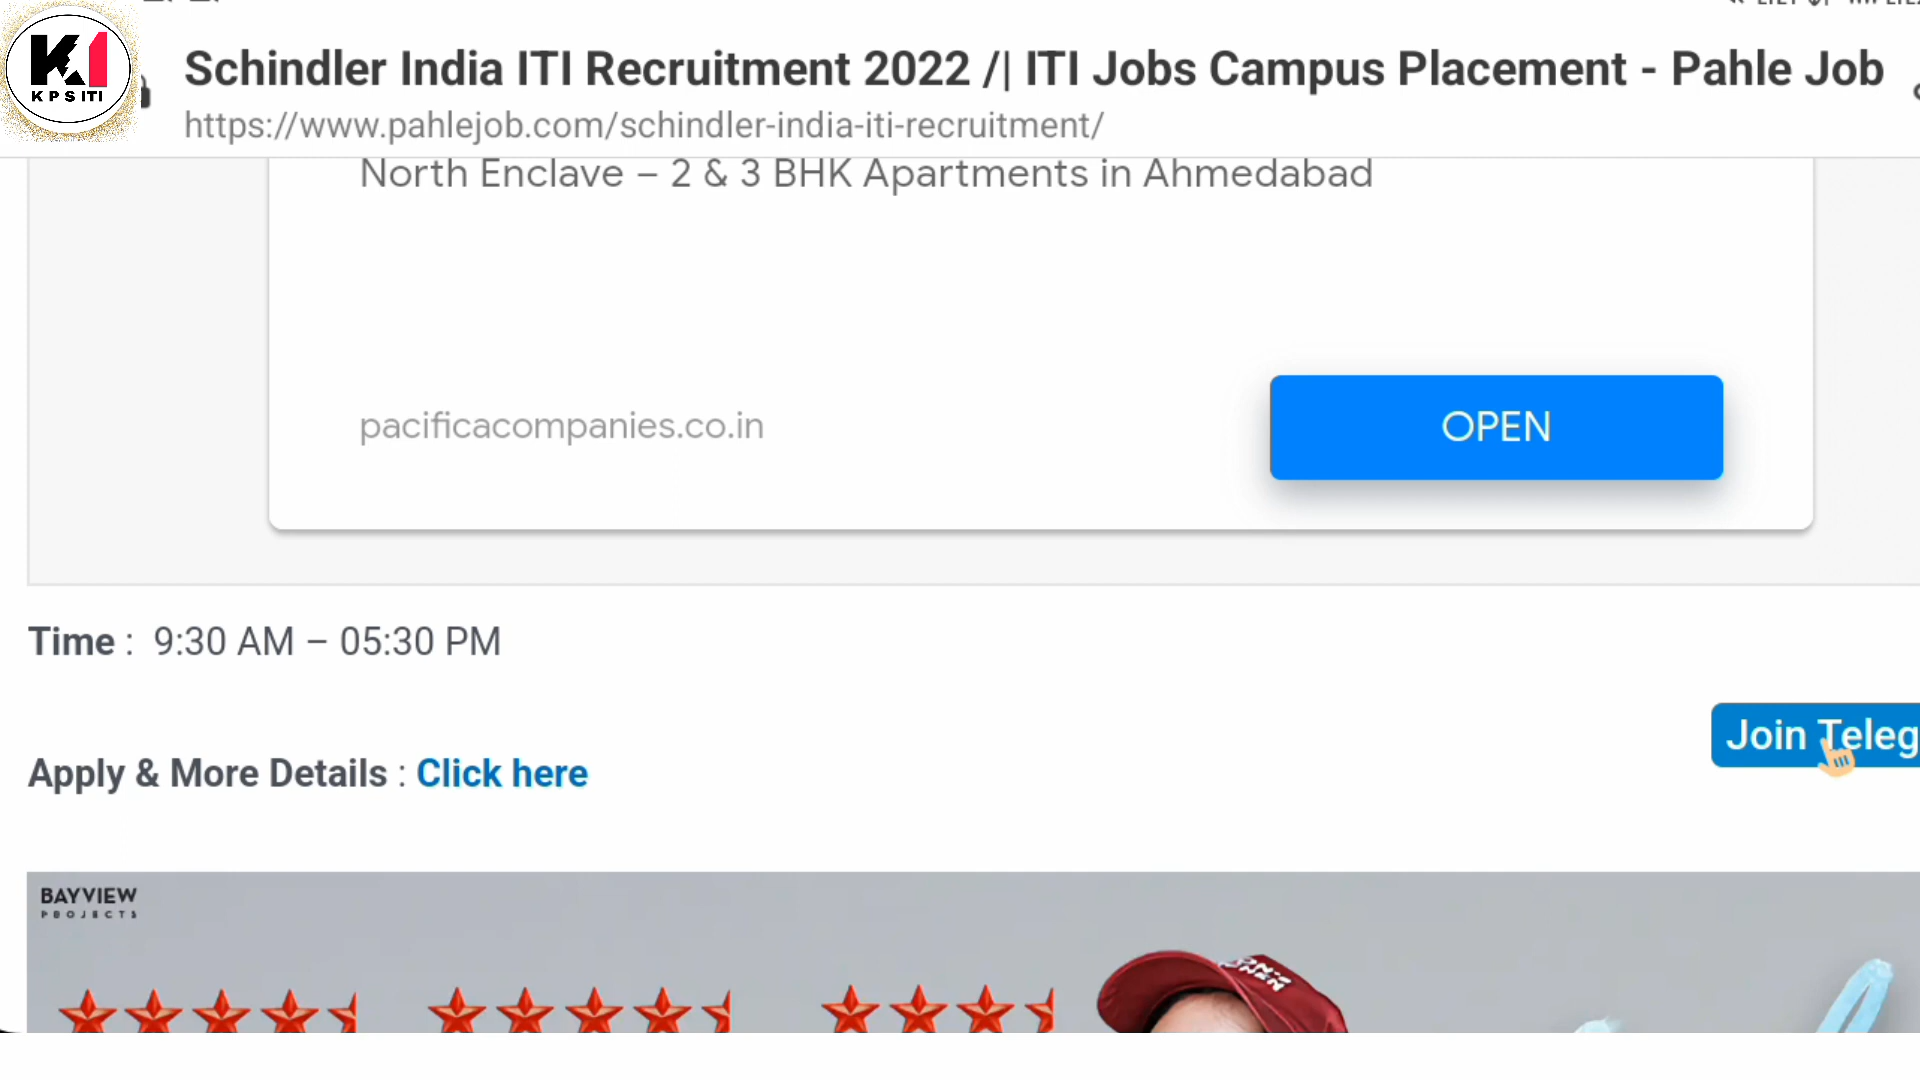 K1
KPS ITI
Schindler India ITI Recruitment 2022 /| ITI Jobs Campus Placement - Pahle Job
https://www.pahlejob.com/schindler-india-iti-recruitment/
North Enclave – 2 & 3 BHK Apartments in Ahmedabad
pacificacompanies.co.in
OPEN
Time : 9:30 AM – 05:30 PM
Join Teleg
Apply & More Details : Click here
BAYVIEW
PROJECTS